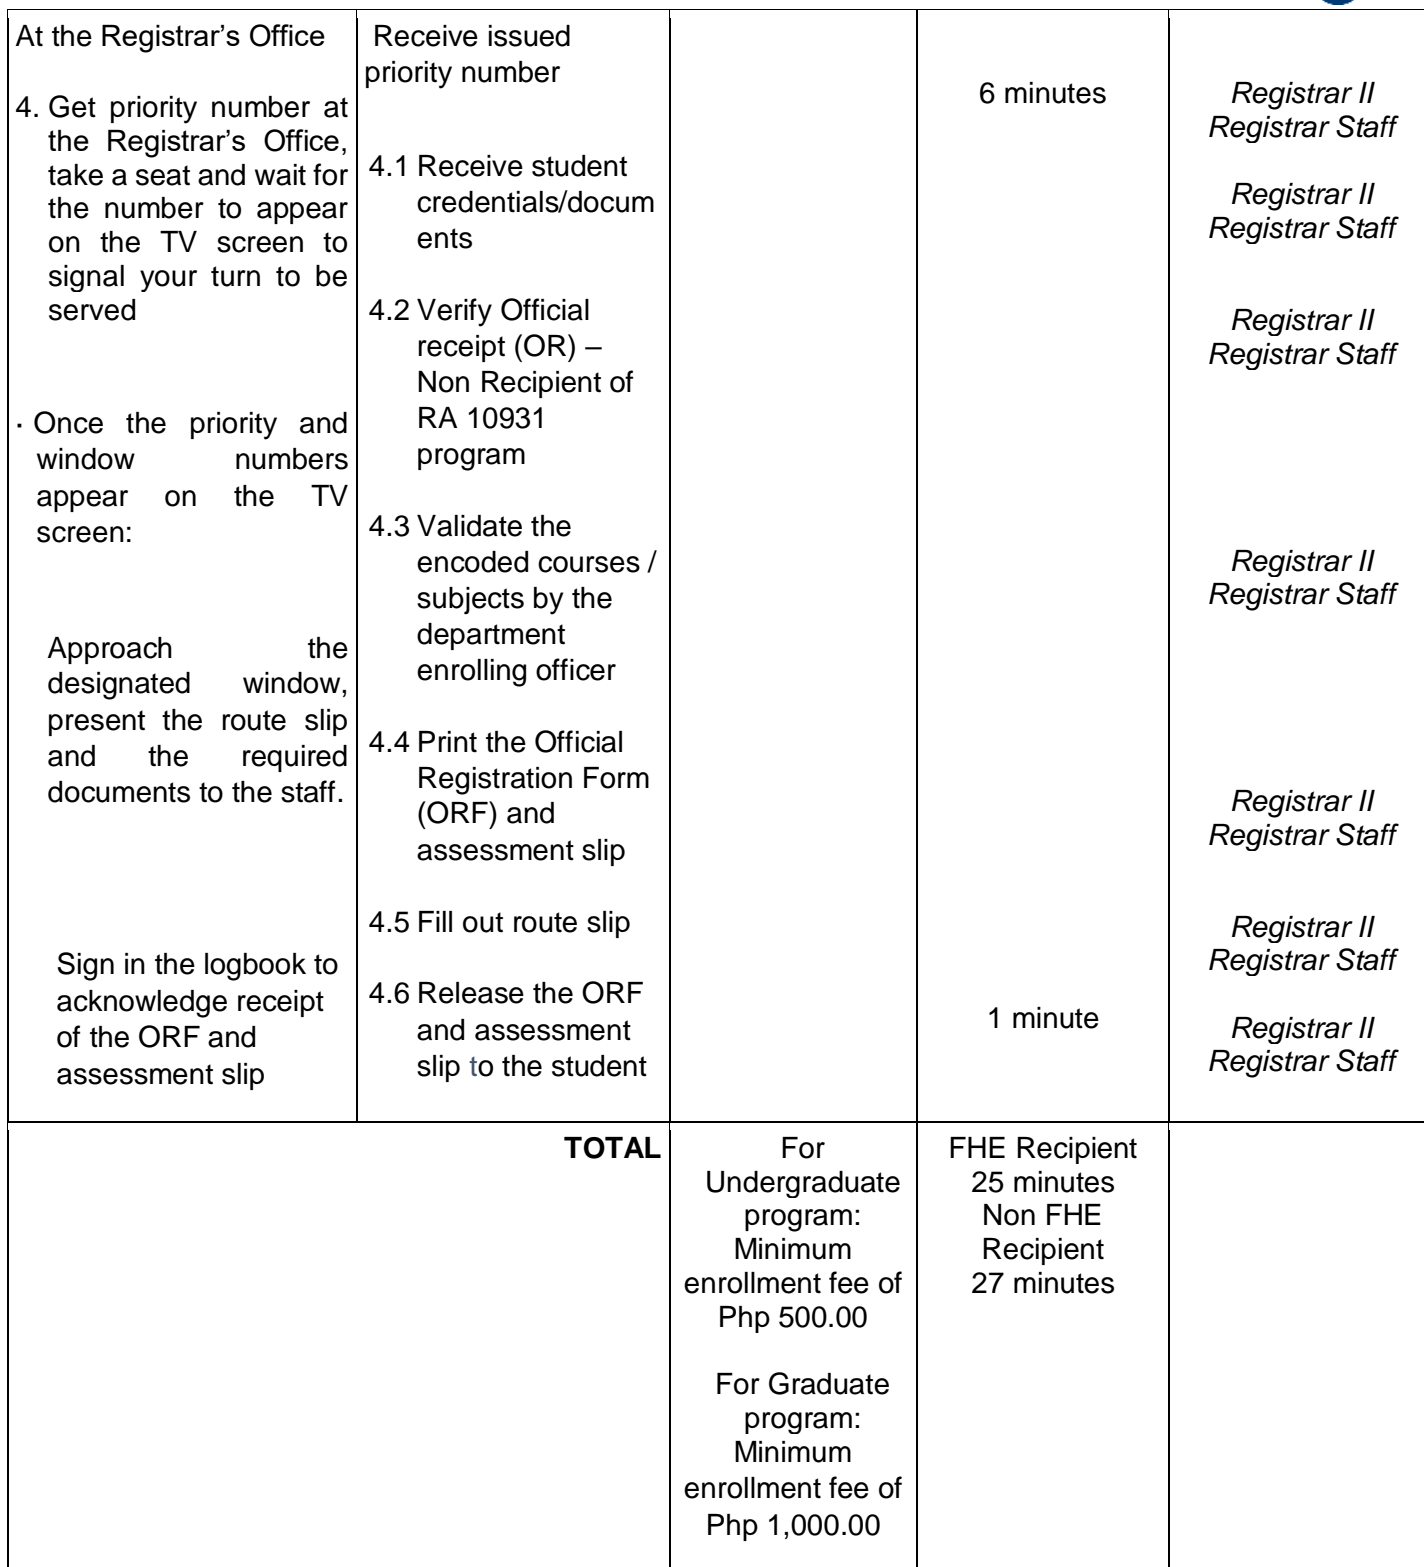 At the Registrar’s Office
4. Get priority number at
the Registrar’s Office,
take a seat and wait for
the number to appear
on the TV screen to
signal your turn to be
served
· Once the priority and
window numbers
appear on the TV
screen:
Approach the
designated window,
present the route slip
and the required
documents to the staff.
Sign in the logbook to
acknowledge receipt
of the ORF and
assessment slip
Receive issued
priority number
4.1 Receive student
credentials/docum
ents
4.2 Verify Official
receipt (OR) –
Non Recipient of
RA 10931
program
4.3 Validate the
encoded courses /
subjects by the
department
enrolling officer
4.4 Print the Official
Registration Form
(ORF) and
assessment slip
4.5 Fill out route slip
4.6 Release the ORF
and assessment
slip to the student
6 minutes
1 minute
Registrar II
Registrar Staff
Registrar II
Registrar Staff
Registrar II
Registrar Staff
Registrar II
Registrar Staff
Registrar II
Registrar Staff
Registrar II
Registrar Staff
Registrar II
Registrar Staff
TOTAL
For
Undergraduate
program:
Minimum
enrollment fee of
Php 500.00
For Graduate
program:
Minimum
enrollment fee of
Php 1,000.00
FHE Recipient
25 minutes
Non FHE
Recipient
27 minutes